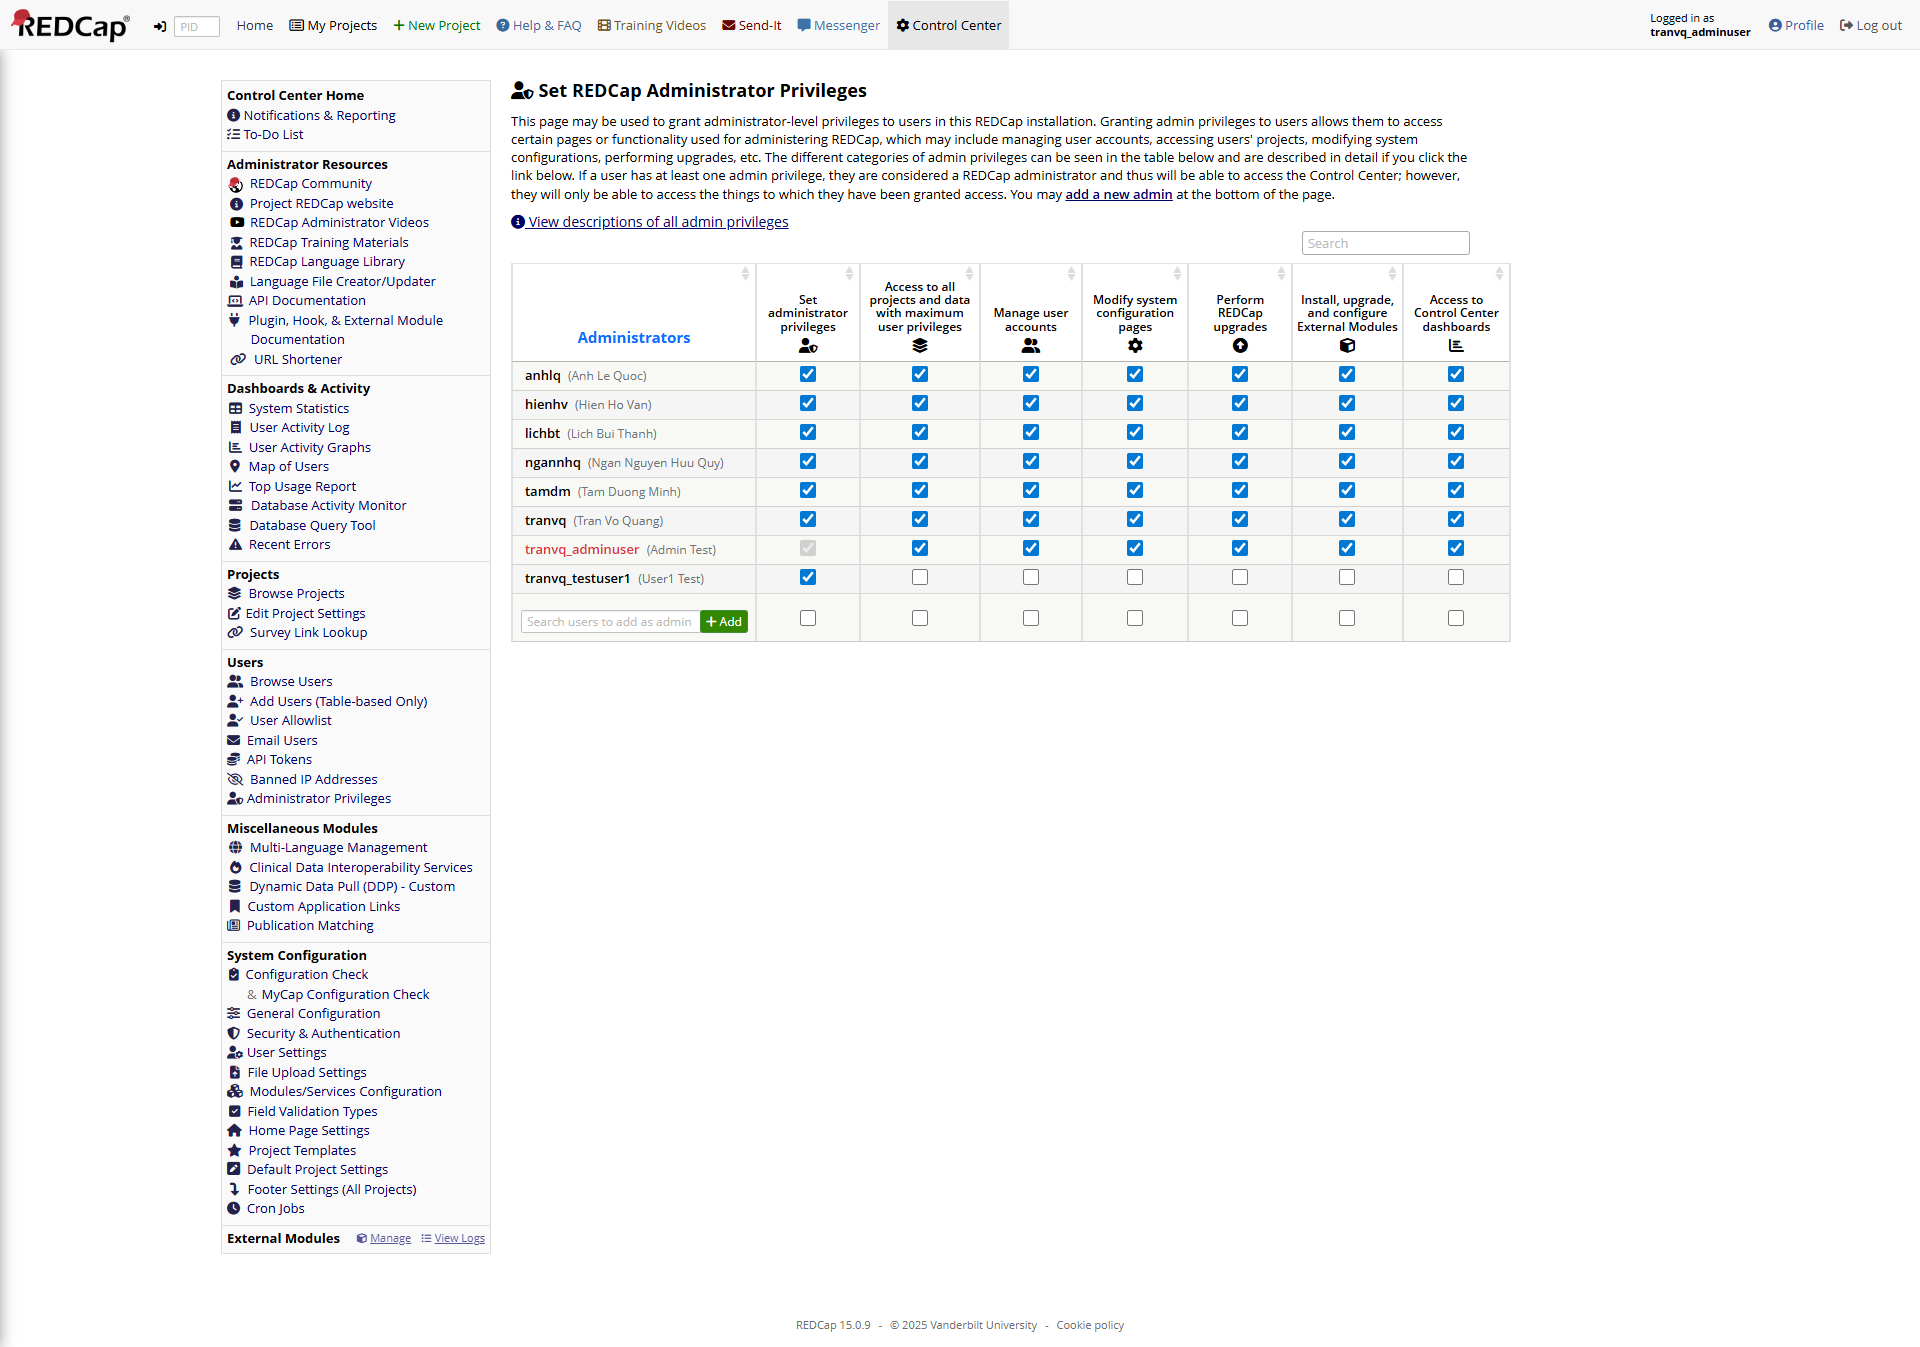 REDCap®
PID
Home
My Projects
New Project
Help & FAQ
Training Videos
Send-It
Messenger
Control Center
Logged in as
tranvq_adminuser
Profile
Log out
Control Center Home
Notifications & Reporting
To-Do List
Administrator Resources
REDCap Community
Project REDCap website
REDCap Administrator Videos
REDCap Training Materials
REDCap Language Library
Language File Creator/Updater
API Documentation
Plugin, Hook, & External Module
Documentation
URL Shortener
Dashboards & Activity
System Statistics
User Activity Log
User Activity Graphs
Map of Users
Top Usage Report
Database Activity Monitor
Database Query Tool
Recent Errors
Projects
Browse Projects
Edit Project Settings
Survey Link Lookup
Users
Browse Users
Add Users (Table-based Only)
User Allowlist
Email Users
API Tokens
Banned IP Addresses
Administrator Privileges
Miscellaneous Modules
Multi-Language Management
Clinical Data Interoperability Services
Dynamic Data Pull (DDP) - Custom
Custom Application Links
Publication Matching
System Configuration
Configuration Check
& MyCap Configuration Check
General Configuration
Security & Authentication
User Settings
File Upload Settings
Modules/Services Configuration
Field Validation Types
Home Page Settings
Project Templates
Default Project Settings
Footer Settings (All Projects)
Cron Jobs
External Modules Manage View Logs
Set REDCap Administrator Privileges
This page may be used to grant administrator-level privileges to users in this REDCap installation. Granting admin privileges to users allows them to access
certain pages or functionality used for administering REDCap, which may include managing user accounts, accessing users' projects, modifying system
configurations, performing upgrades, etc. The different categories of admin privileges can be seen in the table below and are described in detail if you click the
link below. If a user has at least one admin privilege, they are considered a REDCap administrator and thus will be able to access the Control Center; however,
they will only be able to access the things to which they have been granted access. You may add a new admin at the bottom of the page.
View descriptions of all admin privileges
Search
Administrators
Set
administrator
privileges
Access to all
projects and data
with maximum
user privileges
Manage user
accounts
Modify system
configuration
pages
Perform
REDCap
upgrades
Install, upgrade,
and configure
External Modules
Access to
Control Center
dashboards
anhlq (Anh Le Quoc)
hienhv (Hien Ho Van)
lichbt (Lich Bui Thanh)
ngannhq (Ngan Nguyen Huu Quy)
tamdm (Tam Duong Minh)
tranvq (Tran Vo Quang)
tranvq_adminuser (Admin Test)
tranvq_testuser1 (User1 Test)
Search users to add as admin + Add
REDCap 15.0.9 - © 2025 Vanderbilt University - Cookie policy